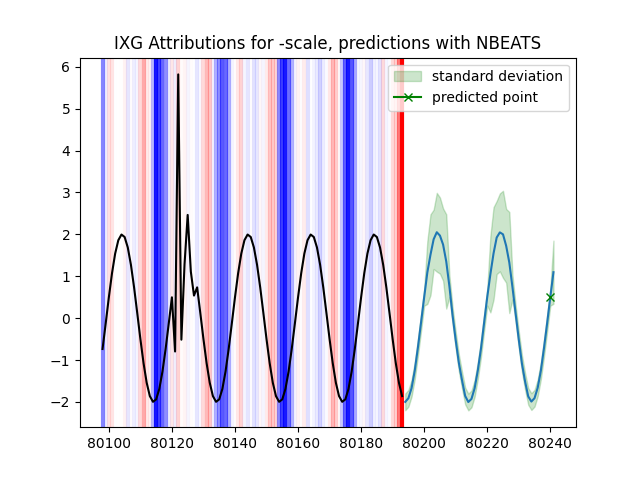 IXG Attributions for -scale, predictions with NBEATS
standard deviation
predicted point
6
5
4
3
2
1
0
−1
−2
80100 80120 80140 80160 80180 80200 80220 80240